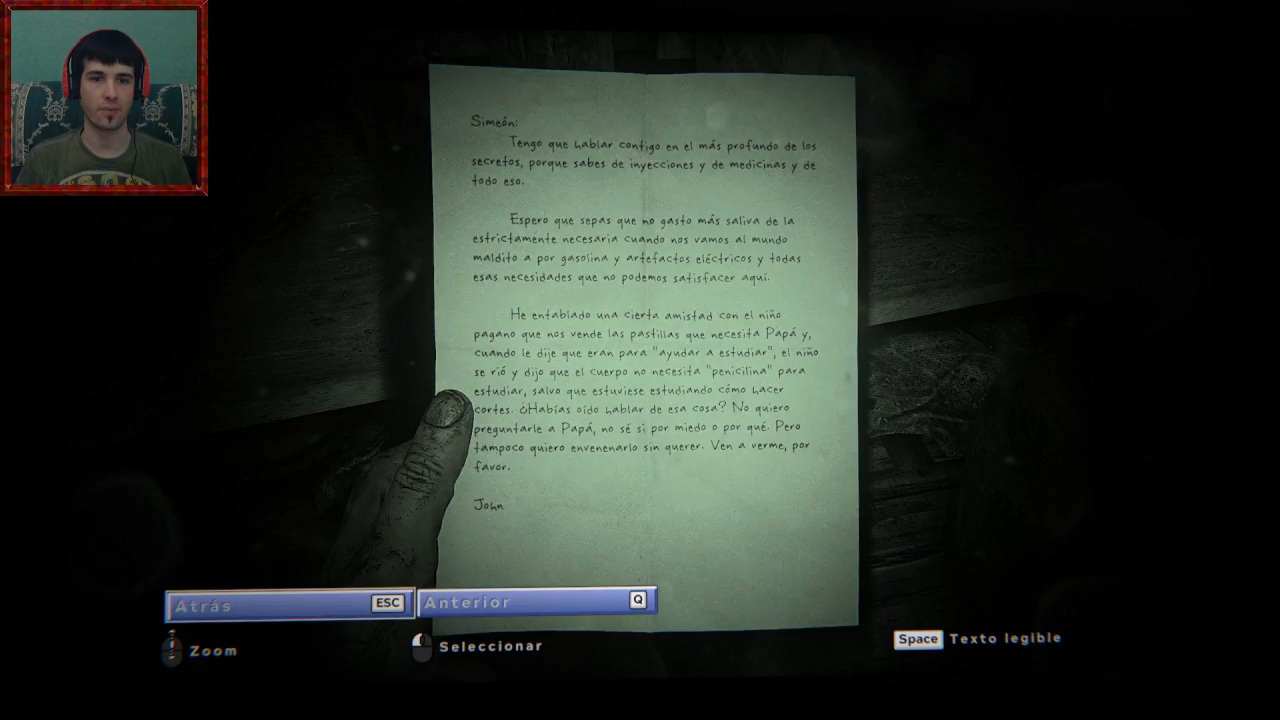 Simeón:
Tengo que hablar contigo en el más profundo de los
secretos, porque sabes de inyecciones y de medicinas y de
todo eso.
Espero que sepas que no gasto más saliva de la
estrictamente necesaria cuando nos vamos al mundo
maldito a por gasolina y artefactos eléctricos y todas
esas necesidades que no podemos satisfacer aquí.
He entablado una cierta amistad con el niño
pagano que nos vende las pastillas que necesita Papá y,
cuando le dije que eran para "ayudar a estudiar", el niño
se rió y dijo que el cuerpo no necesita "penicilina" para
estudiar, salvo que estuviese estudiando cómo hacer
cortes. ¿Habías oído hablar de esa cosa? No quiero
preguntarle a Papá, no sé si por miedo o por qué. Pero
tampoco quiero envenenarlo sin querer. Ven a verme, por
favor.
John
Atrás ESC Anterior Q
Zoom Seleccionar Space Texto legible